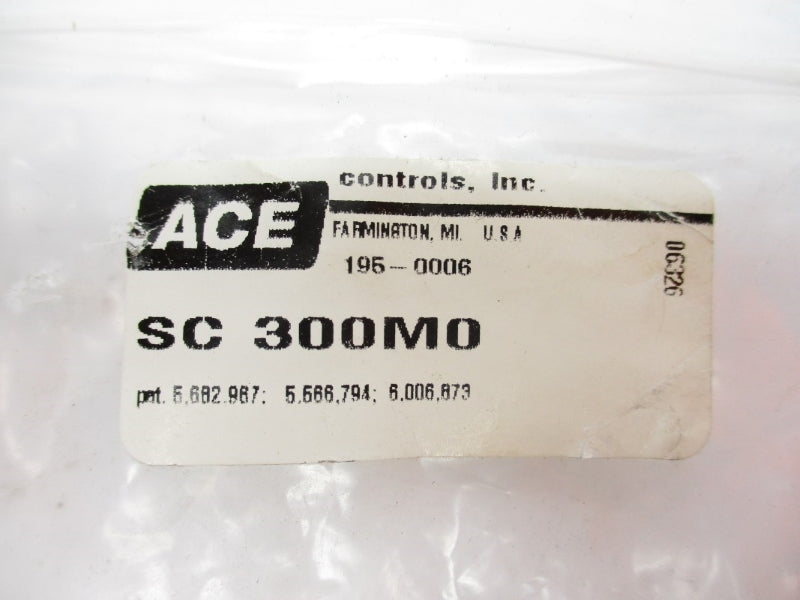 ACE controls, Inc.
FARMINGTON, MI. U.S.A
195-0006
06326
SC 300M0
pat. 5,682,967; 5,566,794; 6,006,873